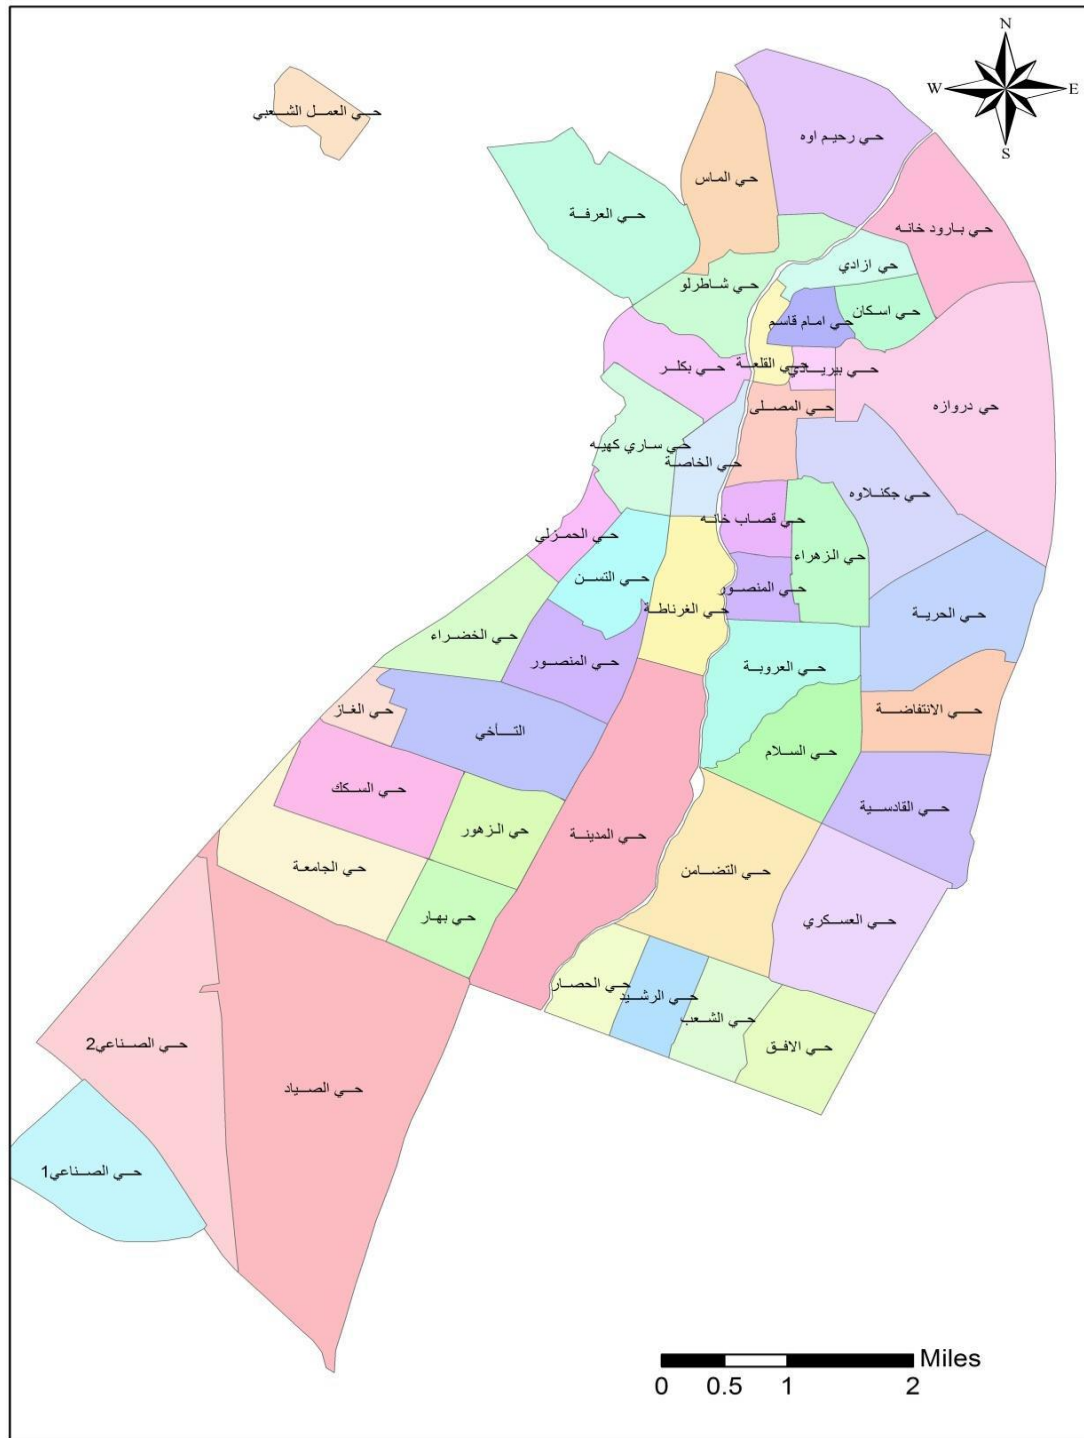 N
W E
S
حي العمل الشعبي
حي رحيم اوه
حي الماس
حي العرفة
حي بارود خانه
حي ازادي
حي شاطرلو
حي اسكان
حي امام قاسم
حي القلعة
حي بيريادي
حي بكلر
حي دروازه
حي المصلى
حي ساري كهيه
حي الخاصة
حي جكنلاوه
حي قصاب خانه
حي الحمزلي
حي الزهراء
حي التسن
حي المنصور
حي الغرناطة
حي الحرية
حي الخضراء
حي المنصور
حي العروبة
حي الغاز
حي الانتفاضة
التأخي
حي السلام
حي السكك
حي القادسية
حي الزهور
حي المدينة
حي الجامعة
حي التضامن
حي بهار
حي العسكري
حي الحصار
حي الرشيد
حي الشعب
حي الافق
حي الصناعي2
حي الصياد
حي الصناعي1
Miles
0 0.5 1 2